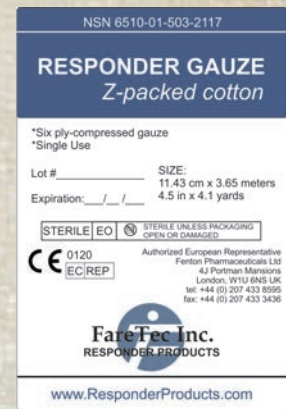 NSN 6510-01-503-2117
RESPONDER GAUZE
Z-packed cotton
*Six ply-compressed gauze
*Single Use
Lot #
Expiration:__/__/__
SIZE:
11.43 cm x 3.65 meters
4.5 in x 4.1 yards
STERILE EO STERILE UNLESS PACKAGING
OPEN OR DAMAGED
CE 0120
EC REP
Authorized European Representative
Fenton Pharmaceuticals Ltd
4J Portman Mansions
London, W1U 6NS UK
tel: +44 (0) 207 433 8595
fax: +44 (0) 207 433 3436
FareTec Inc.
RESPONDER PRODUCTS
www.ResponderProducts.com